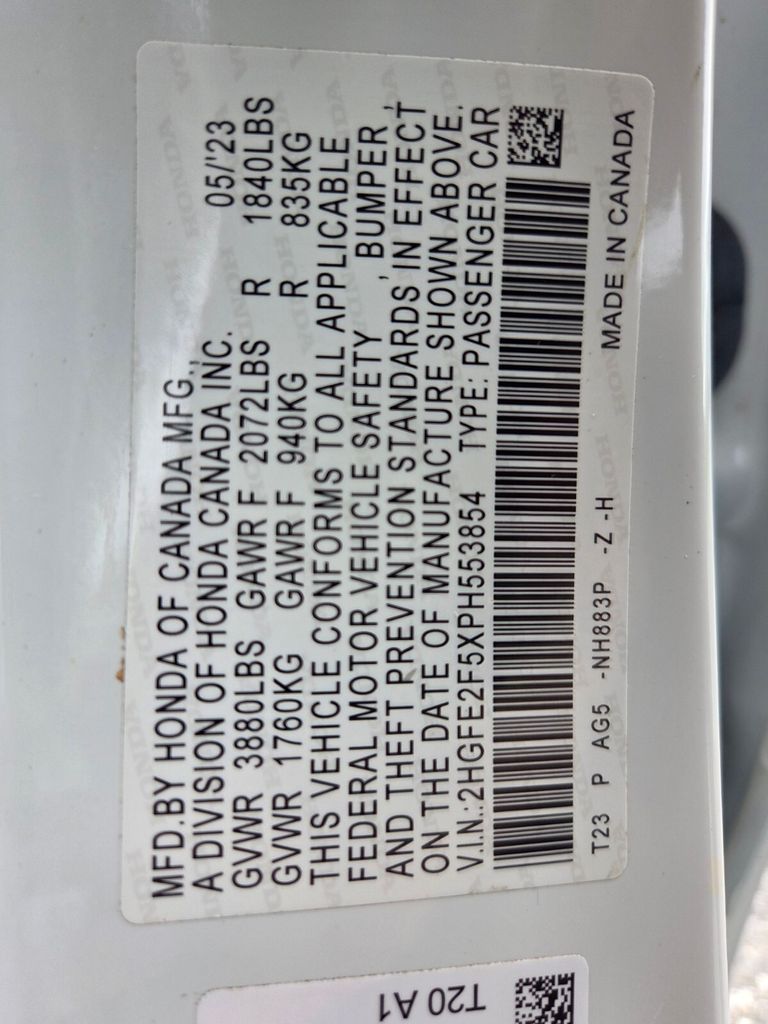 MFD.BY HONDA OF CANADA MFG.,
A DIVISION OF HONDA CANADA INC. 05/'23
GVWR 3880LBS GAWR F 2072LBS R 1840LBS
GVWR 1760KG GAWR F 940KG R 835KG
THIS VEHICLE CONFORMS TO ALL APPLICABLE
FEDERAL MOTOR VEHICLE SAFETY, BUMPER,
AND THEFT PREVENTION STANDARDS IN EFFECT
ON THE DATE OF MANUFACTURE SHOWN ABOVE.
V.I.N.:2HGFE2F5XPH553854 TYPE: PASSENGER CAR
T23 P AG5 -NH883P -Z -H MADE IN CANADA
T20 A1